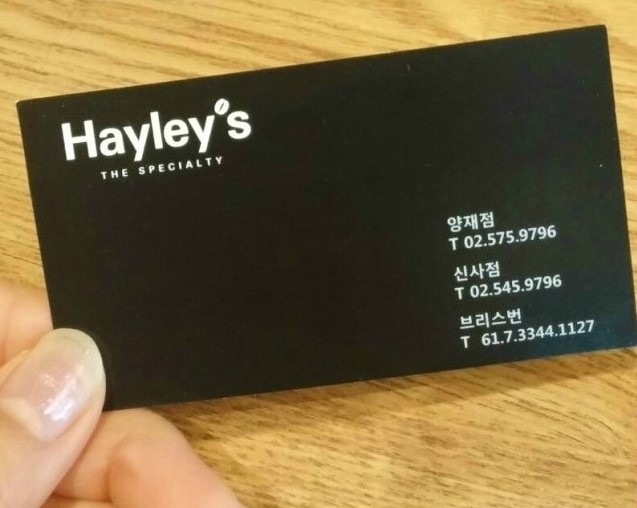 Hayley's
THE SPECIALTY
양재점
T 02.575.9796
신사점
T 02.545.9796
브리스번
T 61.7.3344.1127